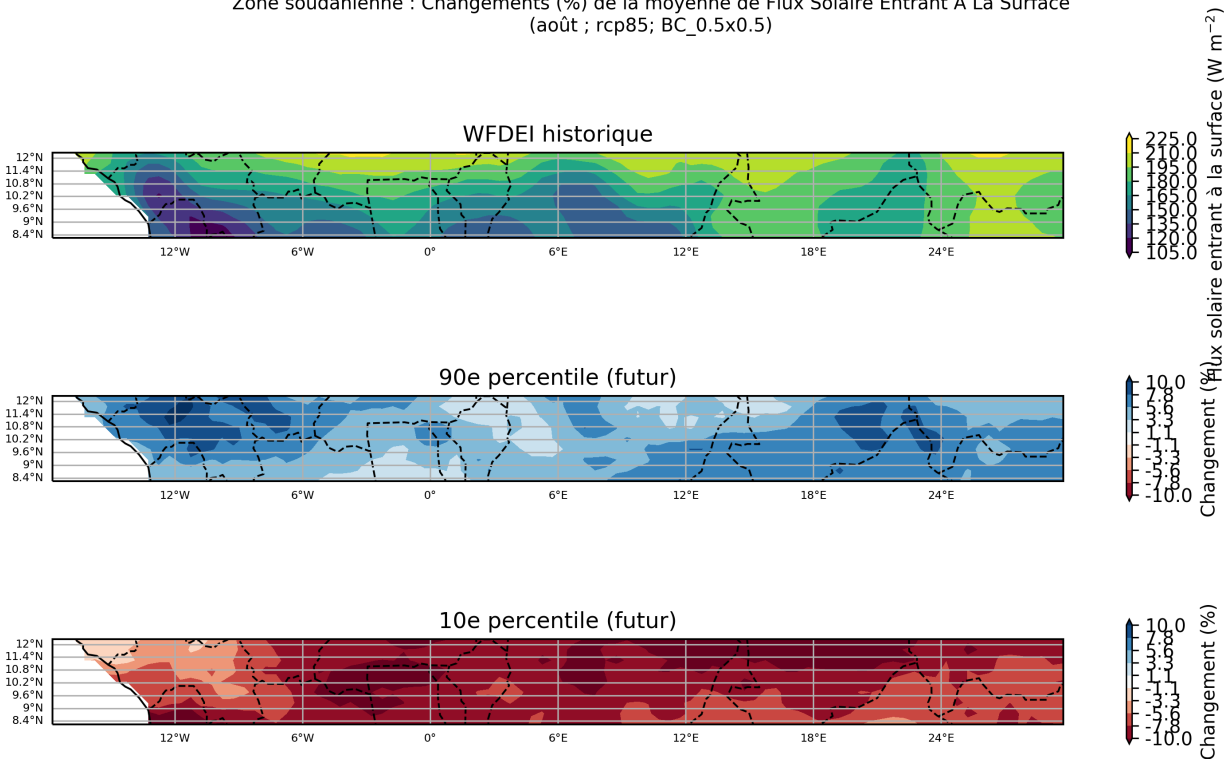 Zone soudanienne : Changements (%) de la moyenne de Flux Solaire Entrant À La Surface
(août ; rcp85; BC_0.5x0.5)
WFDEI historique
12°N
11.4°N
10.8°N
10.2°N
9.6°N
9°N
8.4°N
12°W 6°W 0° 6°E 12°E 18°E 24°E
225.0
210.0
195.0
180.0
165.0
150.0
135.0
120.0
105.0
Flux solaire entrant à la surface (W m⁻²)
90e percentile (futur)
12°N
11.4°N
10.8°N
10.2°N
9.6°N
9°N
8.4°N
12°W 6°W 0° 6°E 12°E 18°E 24°E
10.0
7.8
5.6
3.3
1.1
-1.1
-3.3
-5.6
-7.8
-10.0
Changement (%)
10e percentile (futur)
12°N
11.4°N
10.8°N
10.2°N
9.6°N
9°N
8.4°N
12°W 6°W 0° 6°E 12°E 18°E 24°E
10.0
7.8
5.6
3.3
1.1
-1.1
-3.3
-5.6
-7.8
-10.0
Changement (%)